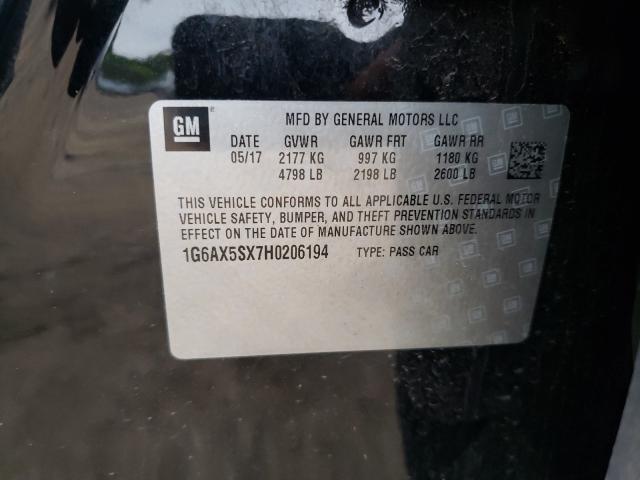 GM
MFD BY GENERAL MOTORS LLC
DATE GVWR GAWR FRT GAWR RR
05/17 2177 KG 997 KG 1180 KG
4798 LB 2198 LB 2600 LB
THIS VEHICLE CONFORMS TO ALL APPLICABLE U.S. FEDERAL MOTOR
VEHICLE SAFETY, BUMPER, AND THEFT PREVENTION STANDARDS IN
EFFECT ON THE DATE OF MANUFACTURE SHOWN ABOVE.
1G6AX5SX7H0206194 TYPE: PASS CAR